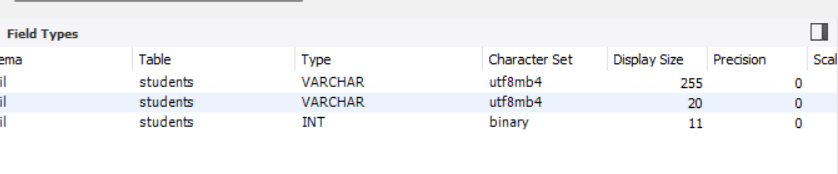 Field Types
ema Table Type Character Set Display Size Precision Scal
il students VARCHAR utf8mb4 255 0
il students VARCHAR utf8mb4 20 0
il students INT binary 11 0